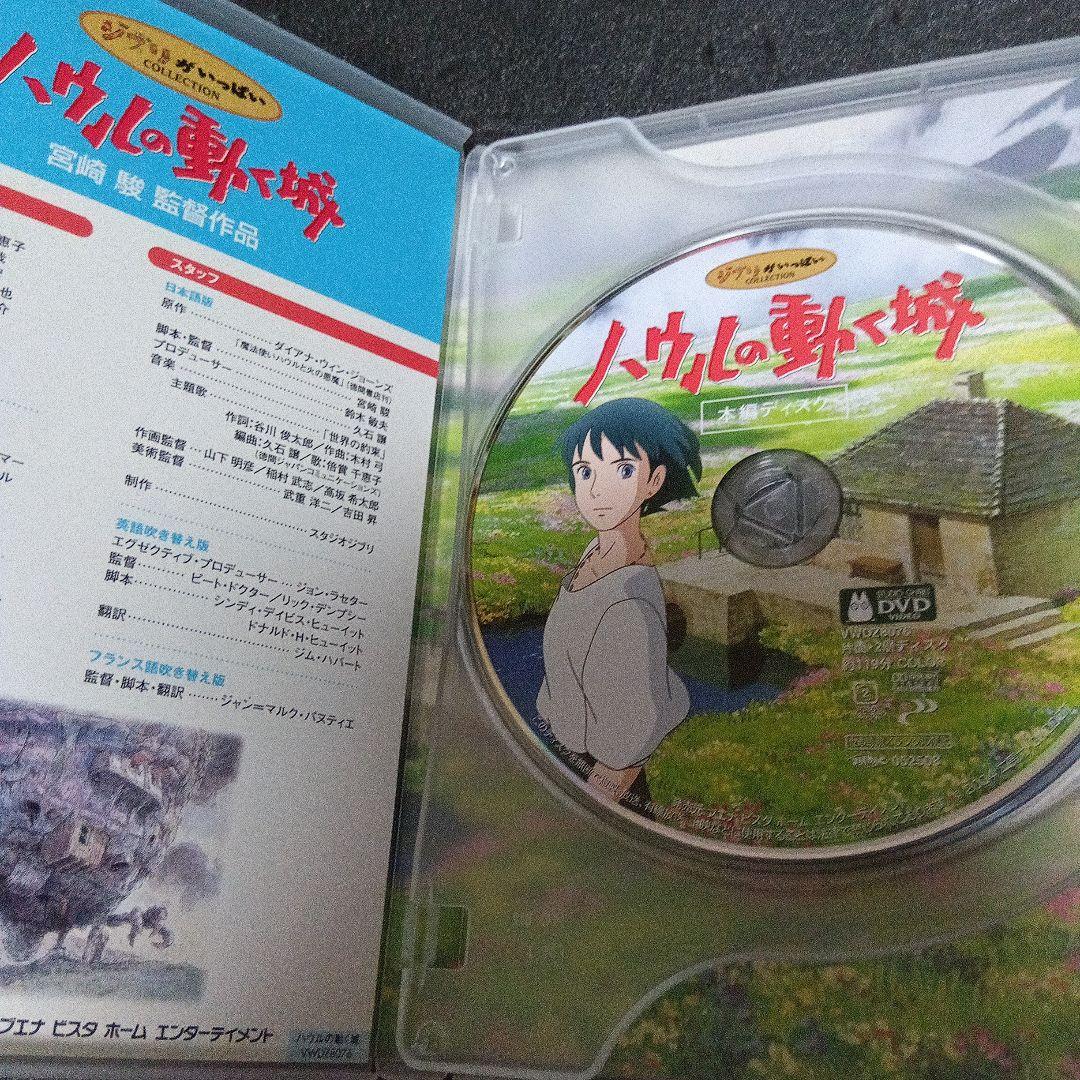 ジブリがいっぱい
COLLECTION
ハウルの動く城
宮崎 駿 監督作品
恵子
也
介
マー
ル
スタッフ
日本語版
原作 ダイアナ・ウィン・ジョーンズ
「魔法使いハウルと火の悪魔」(徳間書店刊)
脚本・監督 宮崎 駿
プロデューサー 鈴木 敏夫
音楽 久石 譲
主題歌 「世界の約束」
作詞:谷川 俊太郎/作曲:木村 弓
編曲:久石 譲/歌:倍賞 千恵子
(徳間ジャパンコミュニケーションズ)
作画監督 山下 明彦/稲村 武志/高坂 希太郎
美術監督 武重 洋二/吉田 昇
制作 スタジオジブリ
英語吹き替え版
エグゼクティブ・プロデューサー ジョン・ラセター
監督 ピート・ドクター/リック・デンプシー
脚本 シンディ・デイビス・ヒューイット
ドナルド・H・ヒューイット
翻訳 ジム・ハバート
フランス語吹き替え版
監督・脚本・翻訳 ジャン=マルク・パスティエ
ブエナ ビスタ ホーム エンターテイメント
ハウルの動く城
VWDZ8076
ジブリがいっぱい
COLLECTION
ハウルの動く城
本編ディスク
DVD
VIDEO
VWDZ8076
片面・2層ディスク
約119分 COLOR
2